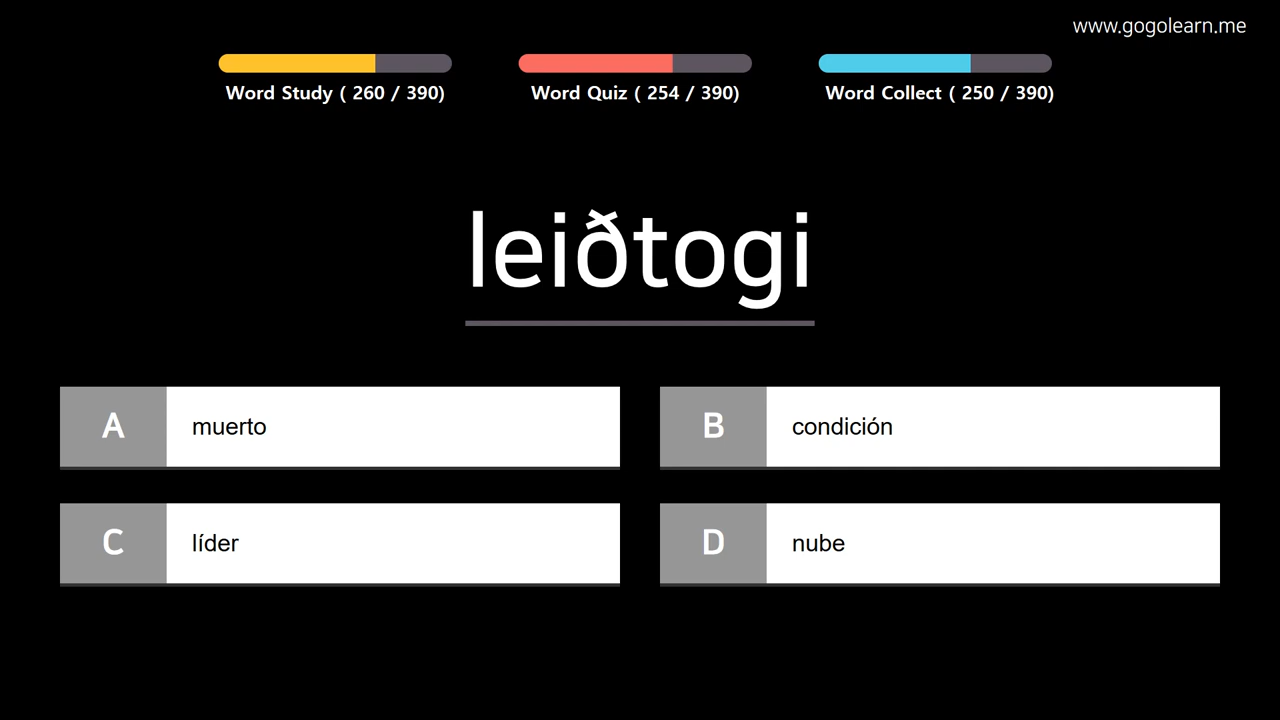 www.gogolearn.me
Word Study ( 260 / 390)
Word Quiz ( 254 / 390)
Word Collect ( 250 / 390)
leiðtogi
A muerto
B condición
C líder
D nube